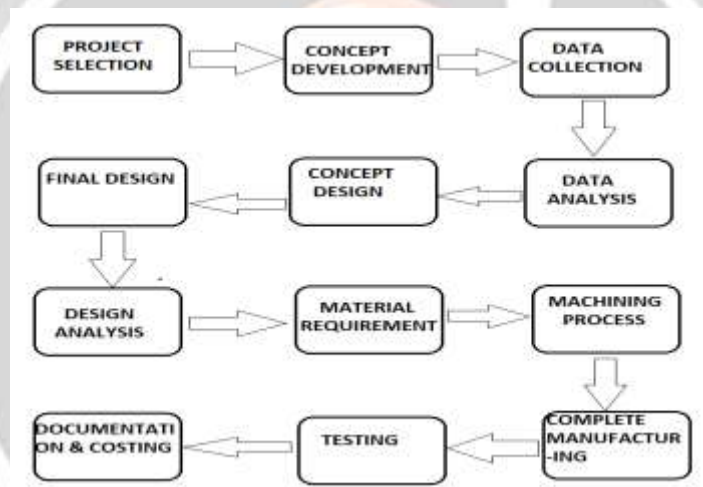 PROJECT
SELECTION
CONCEPT
DEVELOPMENT
DATA
COLLECTION
DATA
ANALYSIS
CONCEPT
DESIGN
FINAL DESIGN
DESIGN
ANALYSIS
MATERIAL
REQUIREMENT
MACHINING
PROCESS
COMPLETE
MANUFACTUR
-ING
TESTING
DOCUMENTATI
ON & COSTING